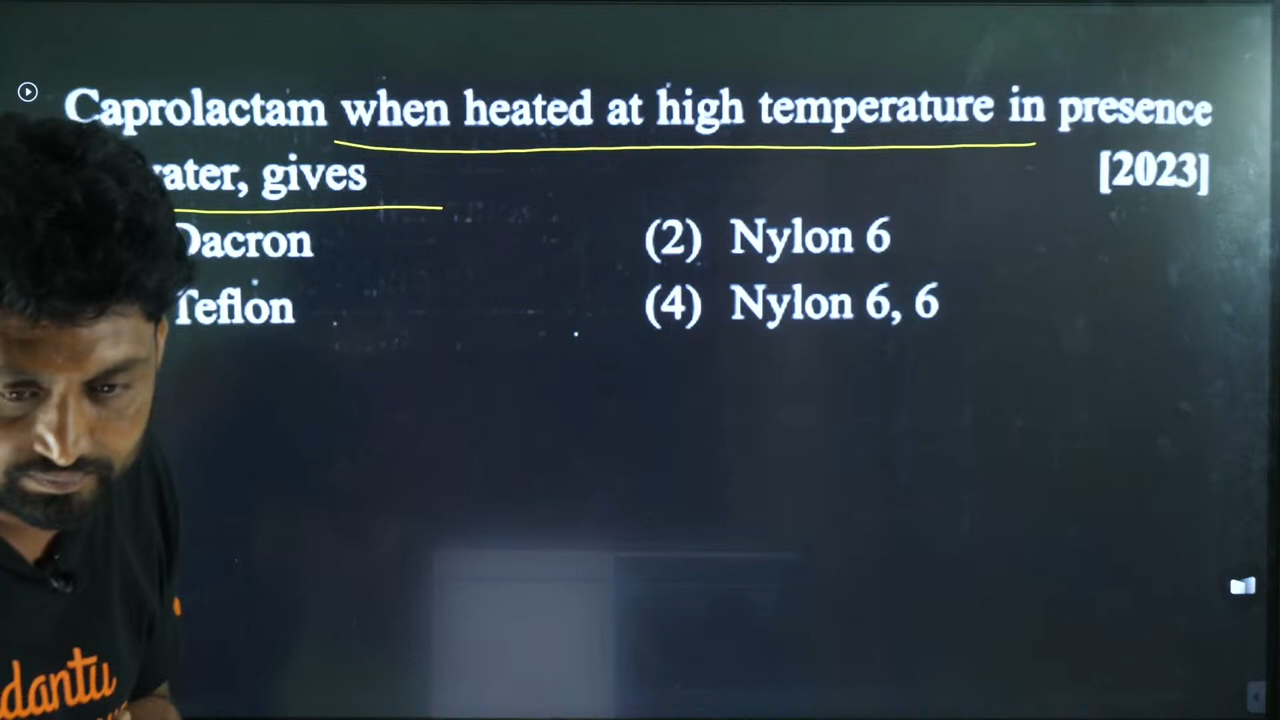 Caprolactam when heated at high temperature in presence
water, gives [2023]
Dacron (2) Nylon 6
Teflon (4) Nylon 6, 6
dantu